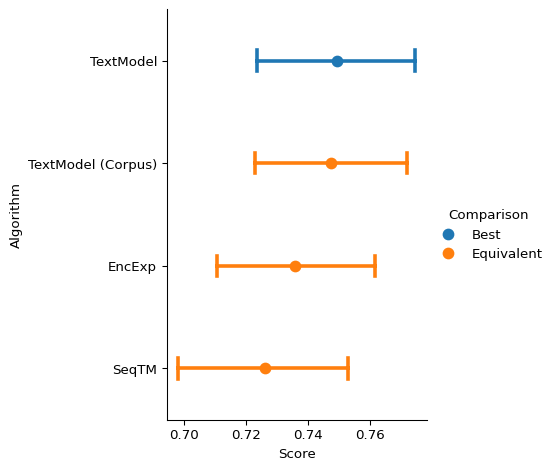 TextModel
TextModel (Corpus)
EncExp
SeqTM
Algorithm
0.70 0.72 0.74 0.76
Score
Comparison
Best
Equivalent